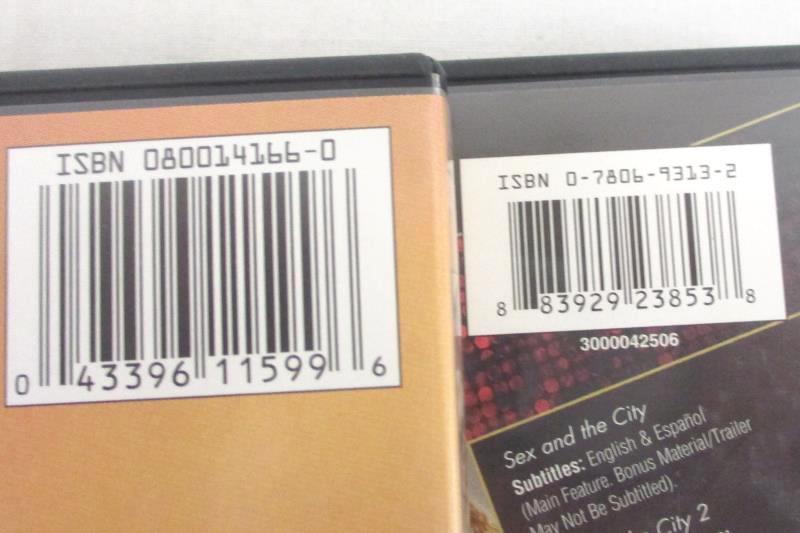 ISBN 080014166-0
0 43396 11599 6
ISBN 0-7806-9313-2
8 83929 23853 8
3000042506
Sex and the City
Subtitles: English & Español
(Main Feature. Bonus Material/Trailer
May Not Be Subtitled).
City 2